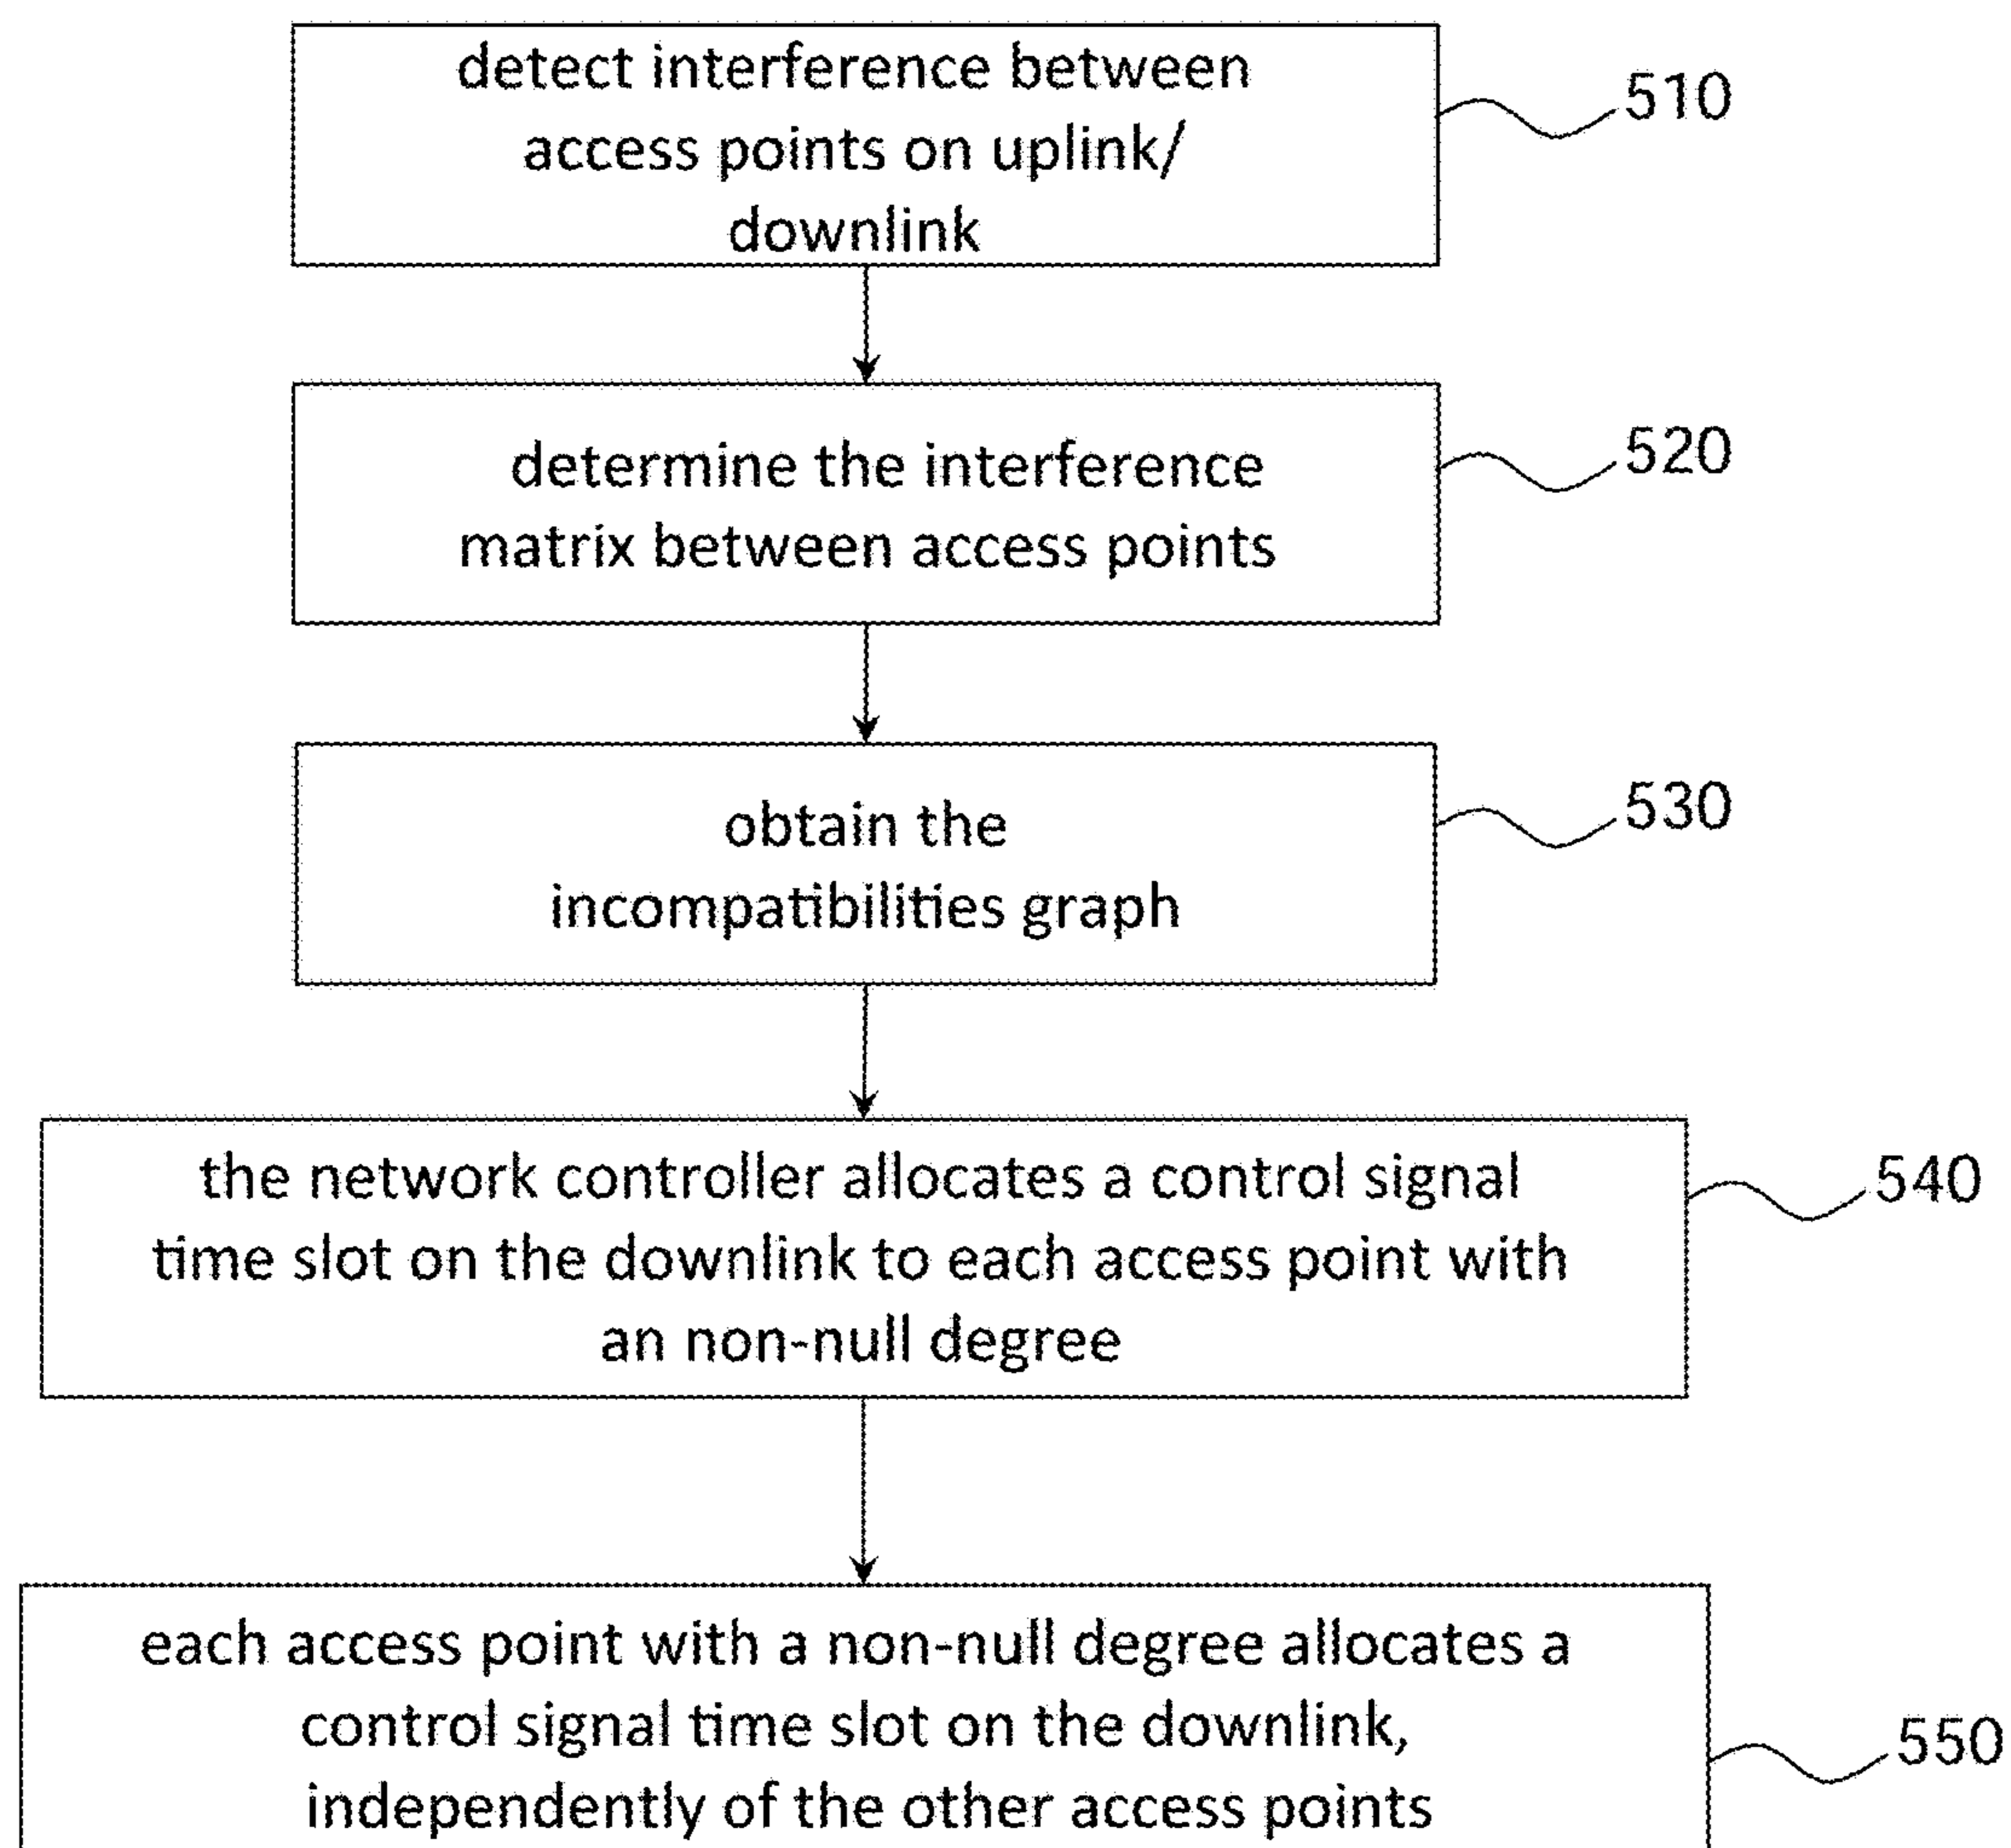 detect interference between
access points on uplink/
downlink
510
determine the interference
matrix between access points
520
obtain the
incompatibilities graph
530
the network controller allocates a control signal
time slot on the downlink to each access point with
an non-null degree
540
each access point with a non-null degree allocates a
control signal time slot on the downlink,
independently of the other access points
550